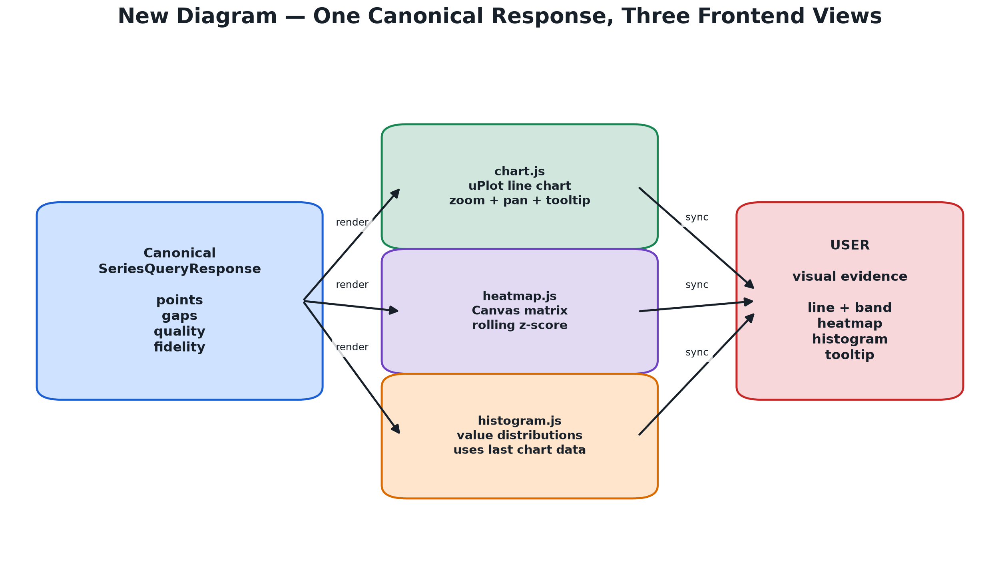 New Diagram — One Canonical Response, Three Frontend Views
Canonical
SeriesQueryResponse
points
gaps
quality
fidelity
render
render
render
chart.js
uPlot line chart
zoom + pan + tooltip
heatmap.js
Canvas matrix
rolling z-score
histogram.js
value distributions
uses last chart data
sync
sync
sync
USER
visual evidence
line + band
heatmap
histogram
tooltip